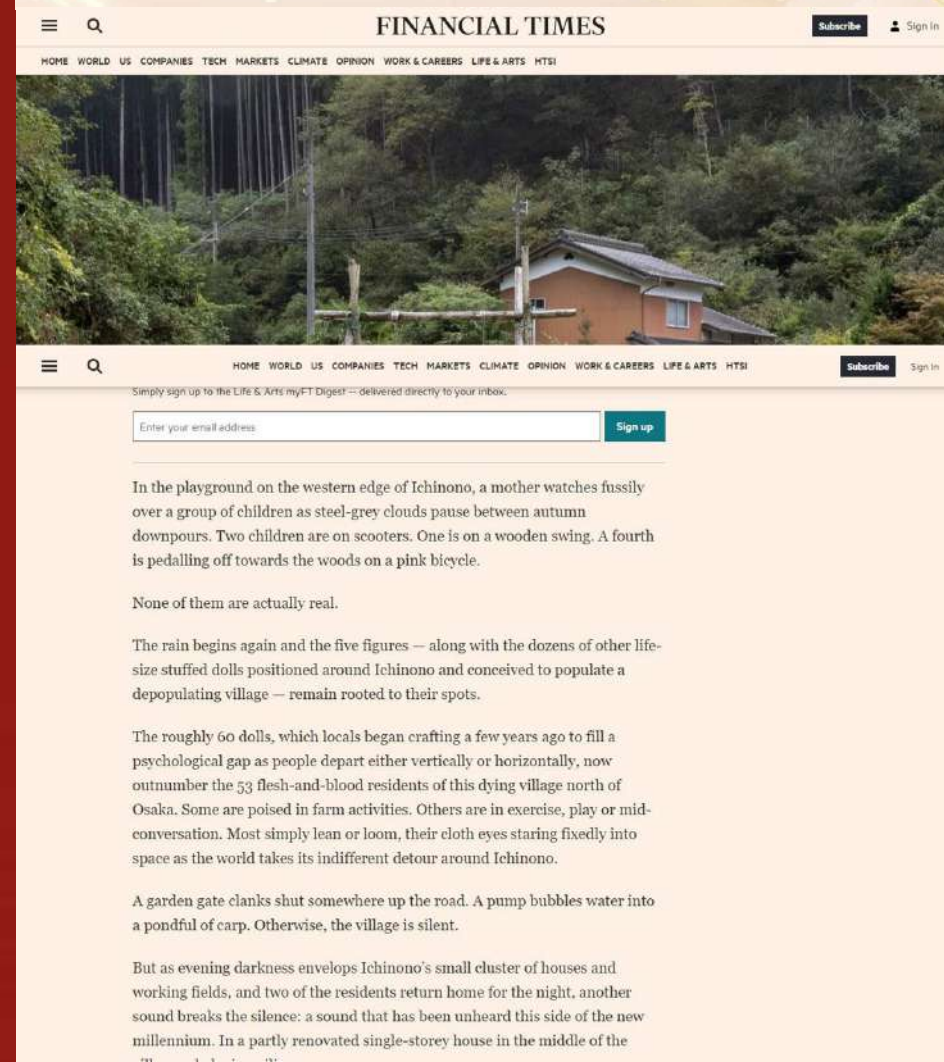 FINANCIAL TIMES
Subscribe
Sign In
HOME WORLD US COMPANIES TECH MARKETS CLIMATE OPINION WORK & CAREERS LIFE & ARTS HTSI
HOME WORLD US COMPANIES TECH MARKETS CLIMATE OPINION WORK & CAREERS LIFE & ARTS HTSI
Subscribe
Sign In
Simply sign up to the Life & Arts myFT Digest -- delivered directly to your inbox.
Enter your email address
Sign up
In the playground on the western edge of Ichinono, a mother watches fussily
over a group of children as steel-grey clouds pause between autumn
downpours. Two children are on scooters. One is on a wooden swing. A fourth
is pedalling off towards the woods on a pink bicycle.
None of them are actually real.
The rain begins again and the five figures — along with the dozens of other life-
size stuffed dolls positioned around Ichinono and conceived to populate a
depopulating village — remain rooted to their spots.
The roughly 60 dolls, which locals began crafting a few years ago to fill a
psychological gap as people depart either vertically or horizontally, now
outnumber the 53 flesh-and-blood residents of this dying village north of
Osaka. Some are poised in farm activities. Others are in exercise, play or mid-
conversation. Most simply lean or loom, their cloth eyes staring fixedly into
space as the world takes its indifferent detour around Ichinono.
A garden gate clanks shut somewhere up the road. A pump bubbles water into
a pondful of carp. Otherwise, the village is silent.
But as evening darkness envelops Ichinono's small cluster of houses and
working fields, and two of the residents return home for the night, another
sound breaks the silence: a sound that has been unheard this side of the new
millennium. In a partly renovated single-storey house in the middle of the